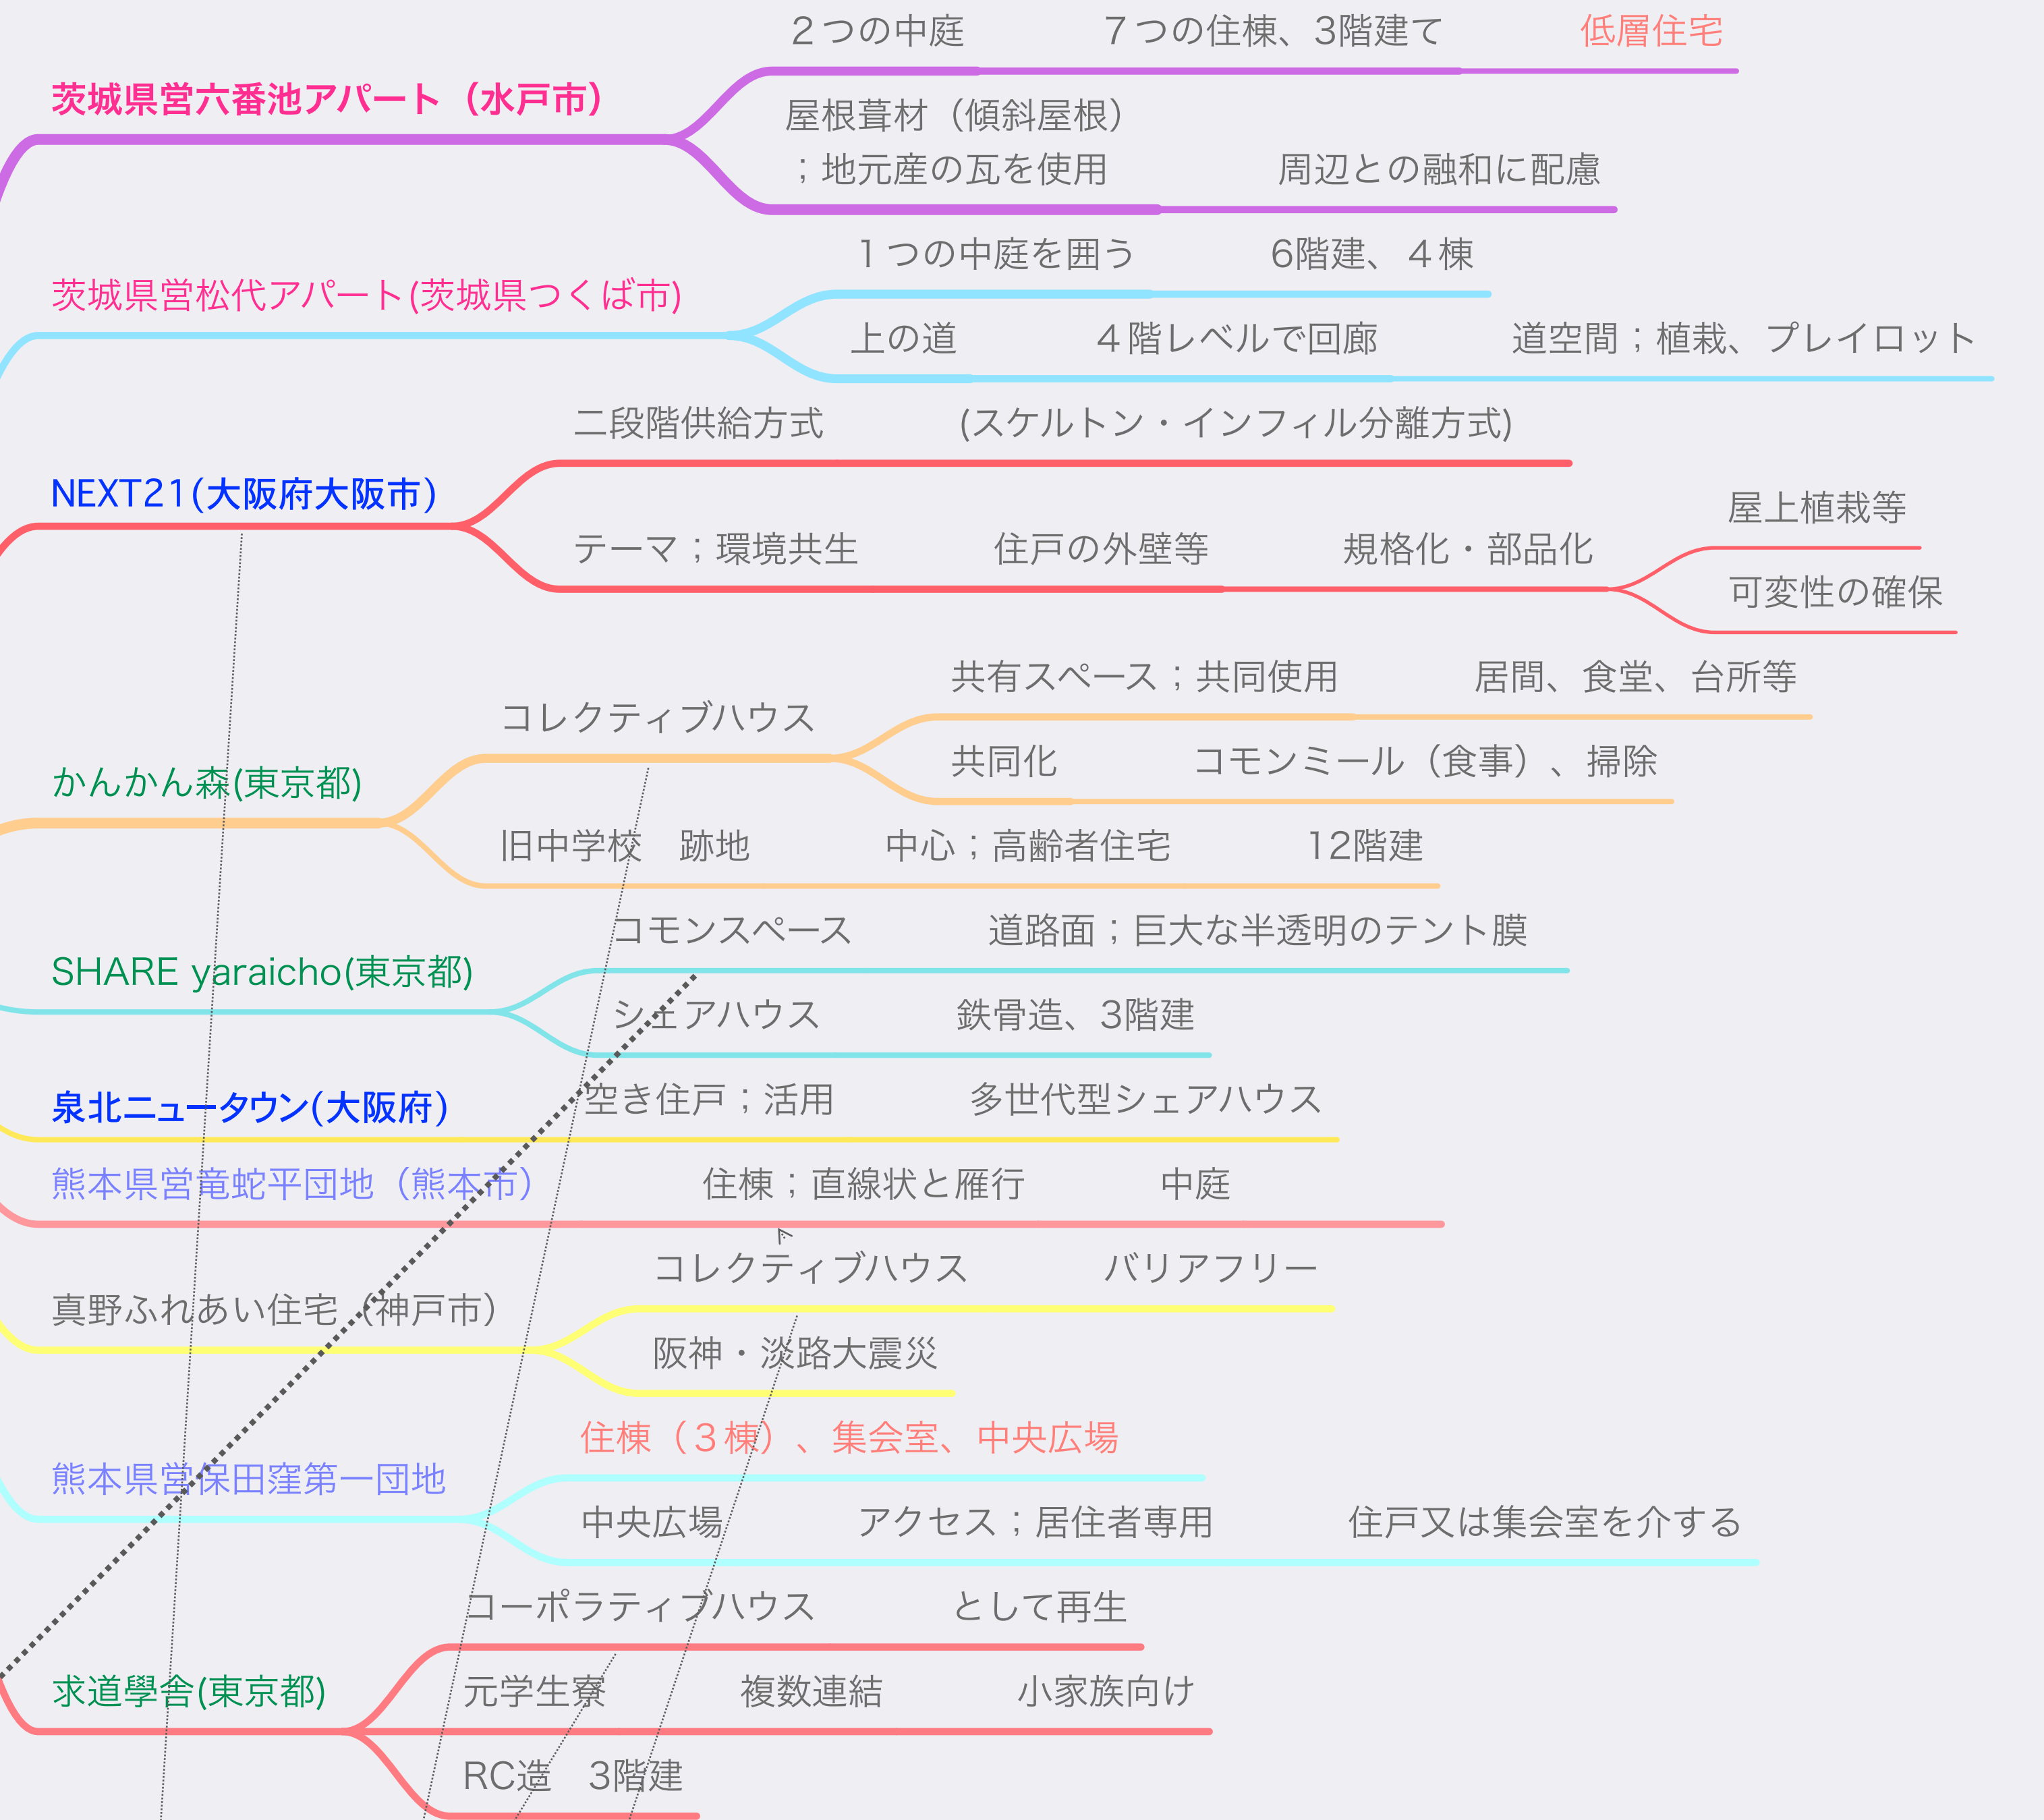 ２つの中庭　７つの住棟、3階建て　低層住宅
茨城県営六番池アパート（水戸市）
屋根葺材（傾斜屋根）
；地元産の瓦を使用　周辺との融和に配慮
１つの中庭を囲う　6階建、４棟
茨城県営松代アパート(茨城県つくば市)
上の道　４階レベルで回廊　道空間；植栽、プレイロット
二段階供給方式　(スケルトン・インフィル分離方式)
NEXT21(大阪府大阪市)
テーマ；環境共生　住戸の外壁等　規格化・部品化
屋上植栽等
可変性の確保
共有スペース；共同使用　居間、食堂、台所等
コレクティブハウス
共同化　コモンミール（食事）、掃除
かんかん森(東京都)
旧中学校　跡地　中心；高齢者住宅　12階建
コモンスペース　道路面；巨大な半透明のテント膜
SHARE yaraicho(東京都)
シェアハウス　鉄骨造、3階建
泉北ニュータウン(大阪府)　空き住戸；活用　多世代型シェアハウス
熊本県営竜蛇平団地（熊本市）　住棟；直線状と雁行　中庭
コレクティブハウス　バリアフリー
真野ふれあい住宅（神戸市）
阪神・淡路大震災
住棟（３棟）、集会室、中央広場
熊本県営保田窪第一団地
中央広場　アクセス；居住者専用　住戸又は集会室を介する
コーポラティブハウス　として再生
求道學舎(東京都)
元学生寮　複数連結　小家族向け
RC造　3階建